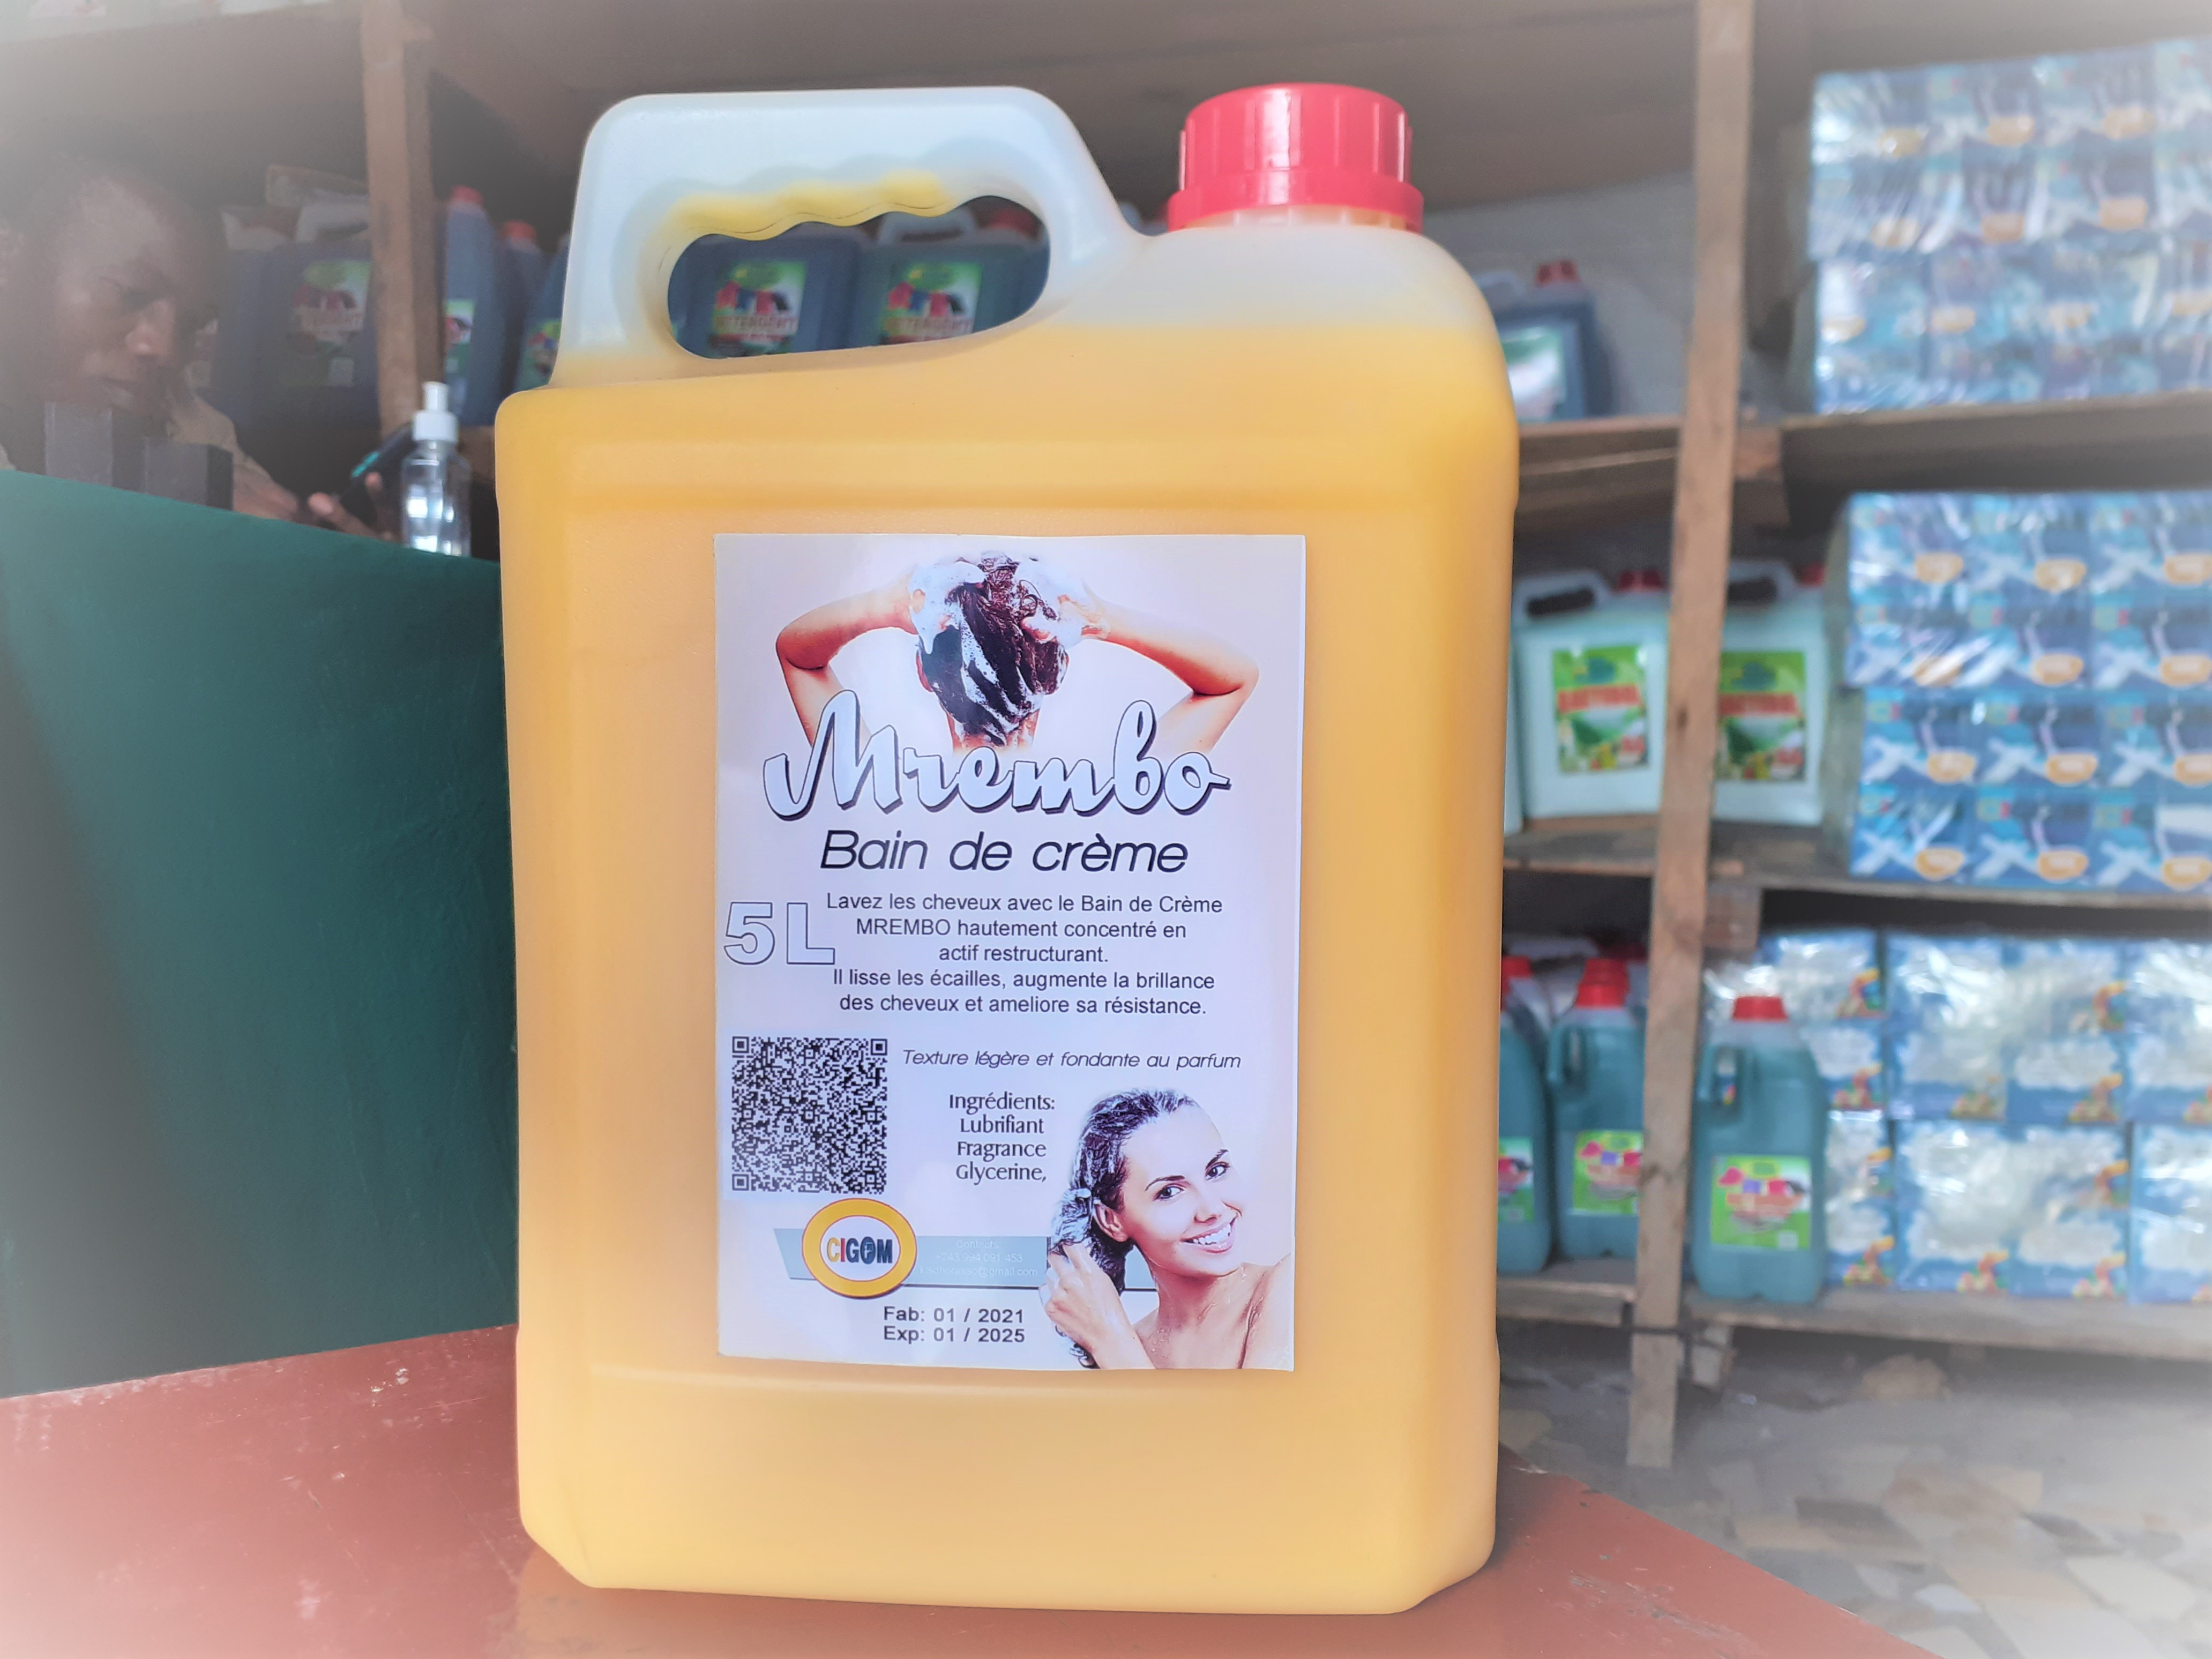 Mrembo
Bain de crème
5L
Lavez les cheveux avec le Bain de Crème
MREMBO hautement concentré en
actif restructurant.
Il lisse les écailles, augmente la brillance
des cheveux et ameliore sa résistance.
Texture légère et fondante au parfum
Ingrédients:
Lubrifiant
Fragrance
Glycerine,
CIGOM
Fab: 01 / 2021
Exp: 01 / 2025